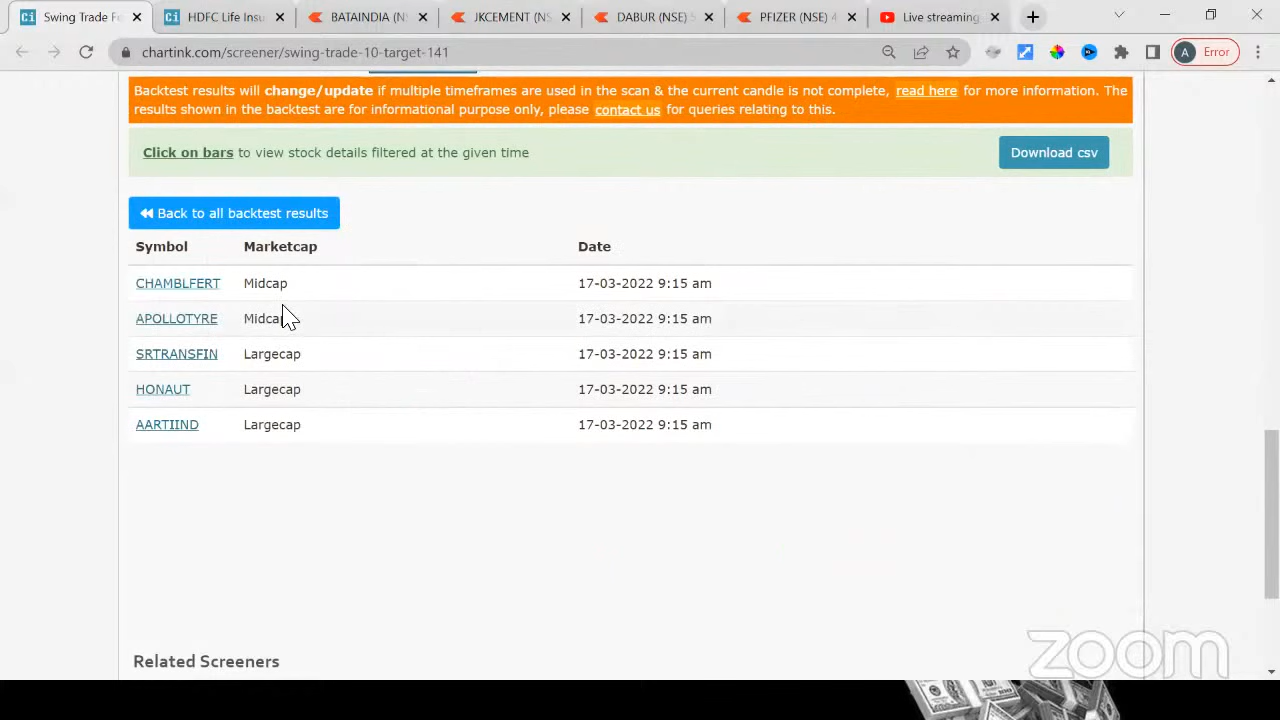 Swing Trade Fo
HDFC Life Insu
BATAINDIA (N
JKCEMENT (NS
DABUR (NSE) 5
PFIZER (NSE) 4
Live streaming
chartink.com/screener/swing-trade-10-target-141
A Error
Backtest results will change/update if multiple timeframes are used in the scan & the current candle is not complete, read here for more information. The
results shown in the backtest are for informational purpose only, please contact us for queries relating to this.
Click on bars to view stock details filtered at the given time
Download csv
Back to all backtest results
Symbol Marketcap Date
CHAMBLFERT Midcap 17-03-2022 9:15 am
APOLLOTYRE Midcap 17-03-2022 9:15 am
SRTRANSFIN Largecap 17-03-2022 9:15 am
HONAUT Largecap 17-03-2022 9:15 am
AARTIIND Largecap 17-03-2022 9:15 am
Related Screeners
zoom